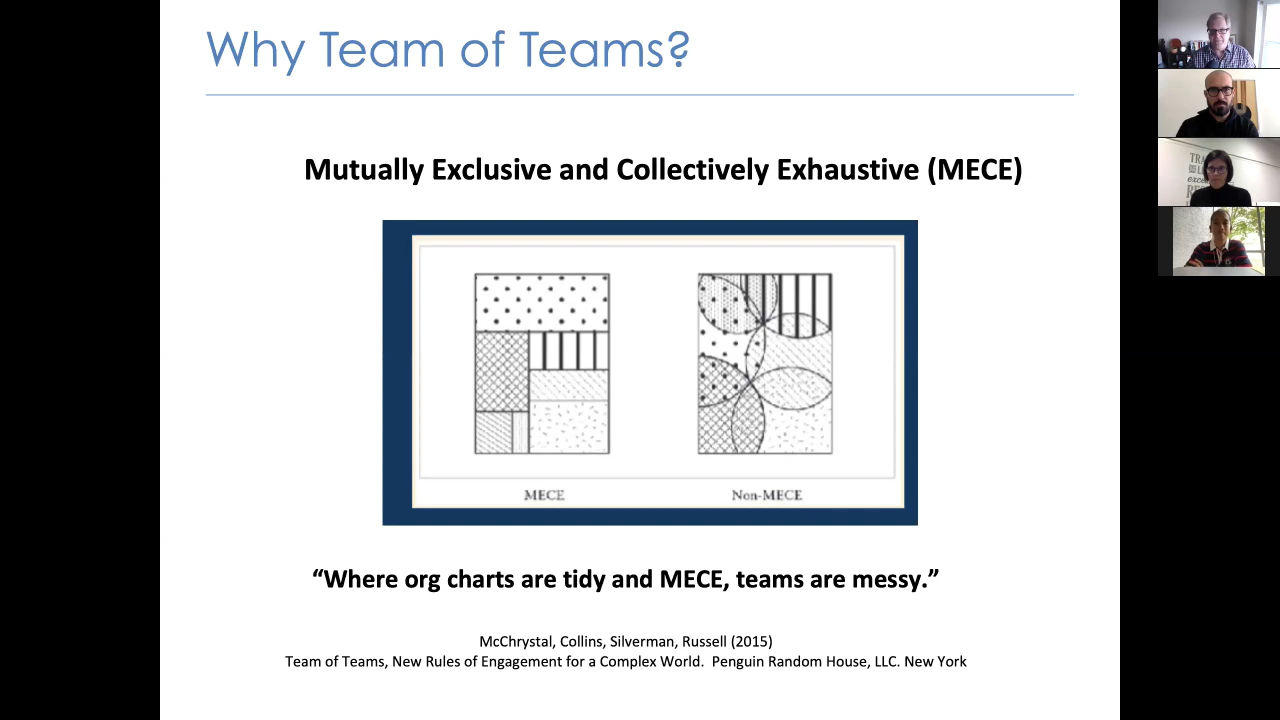 Why Team of Teams?
Mutually Exclusive and Collectively Exhaustive (MECE)
MECE
Non-MECE
“Where org charts are tidy and MECE, teams are messy.”
McChrystal, Collins, Silverman, Russell (2015)
Team of Teams, New Rules of Engagement for a Complex World. Penguin Random House, LLC. New York